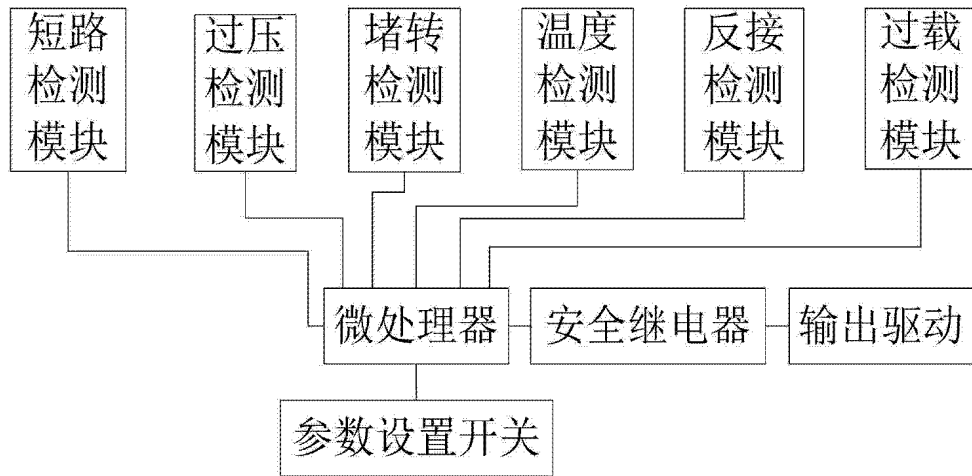 短路
检测
模块
过压
检测
模块
堵转
检测
模块
温度
检测
模块
反接
检测
模块
过载
检测
模块
微处理器
安全继电器
输出驱动
参数设置开关